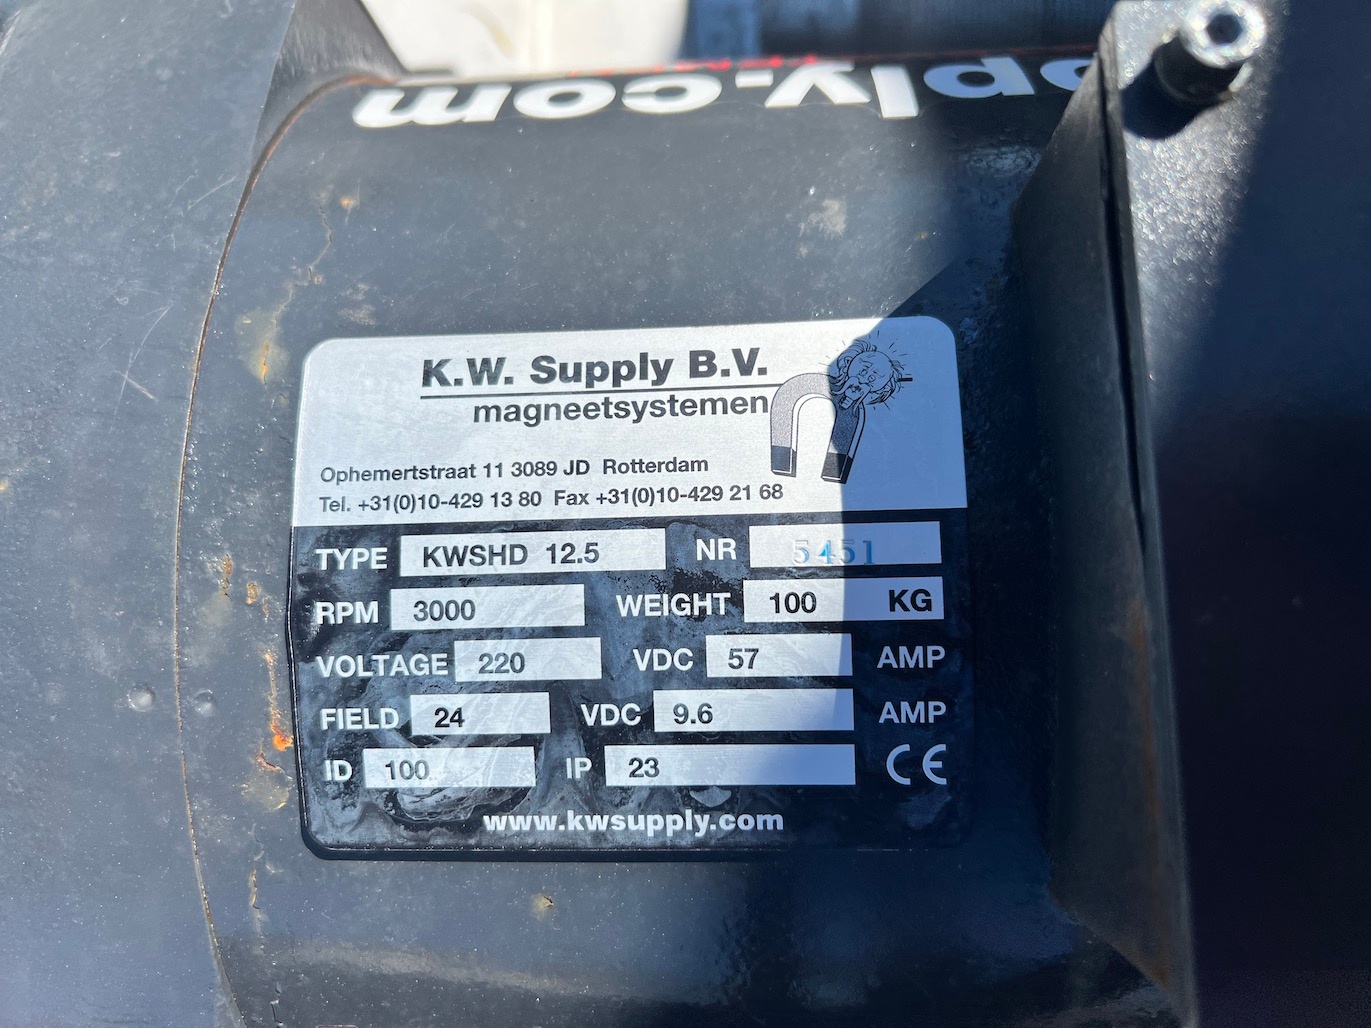 pply.com
K.W. Supply B.V.
magneetsystemen
Ophemertstraat 11 3089 JD Rotterdam
Tel. +31(0)10-429 13 80 Fax +31(0)10-429 21 68
TYPE KWSHD 12.5 NR 5451
RPM 3000 WEIGHT 100 KG
VOLTAGE 220 VDC 57 AMP
FIELD 24 VDC 9.6 AMP
ID 100 IP 23 CE
www.kwsupply.com